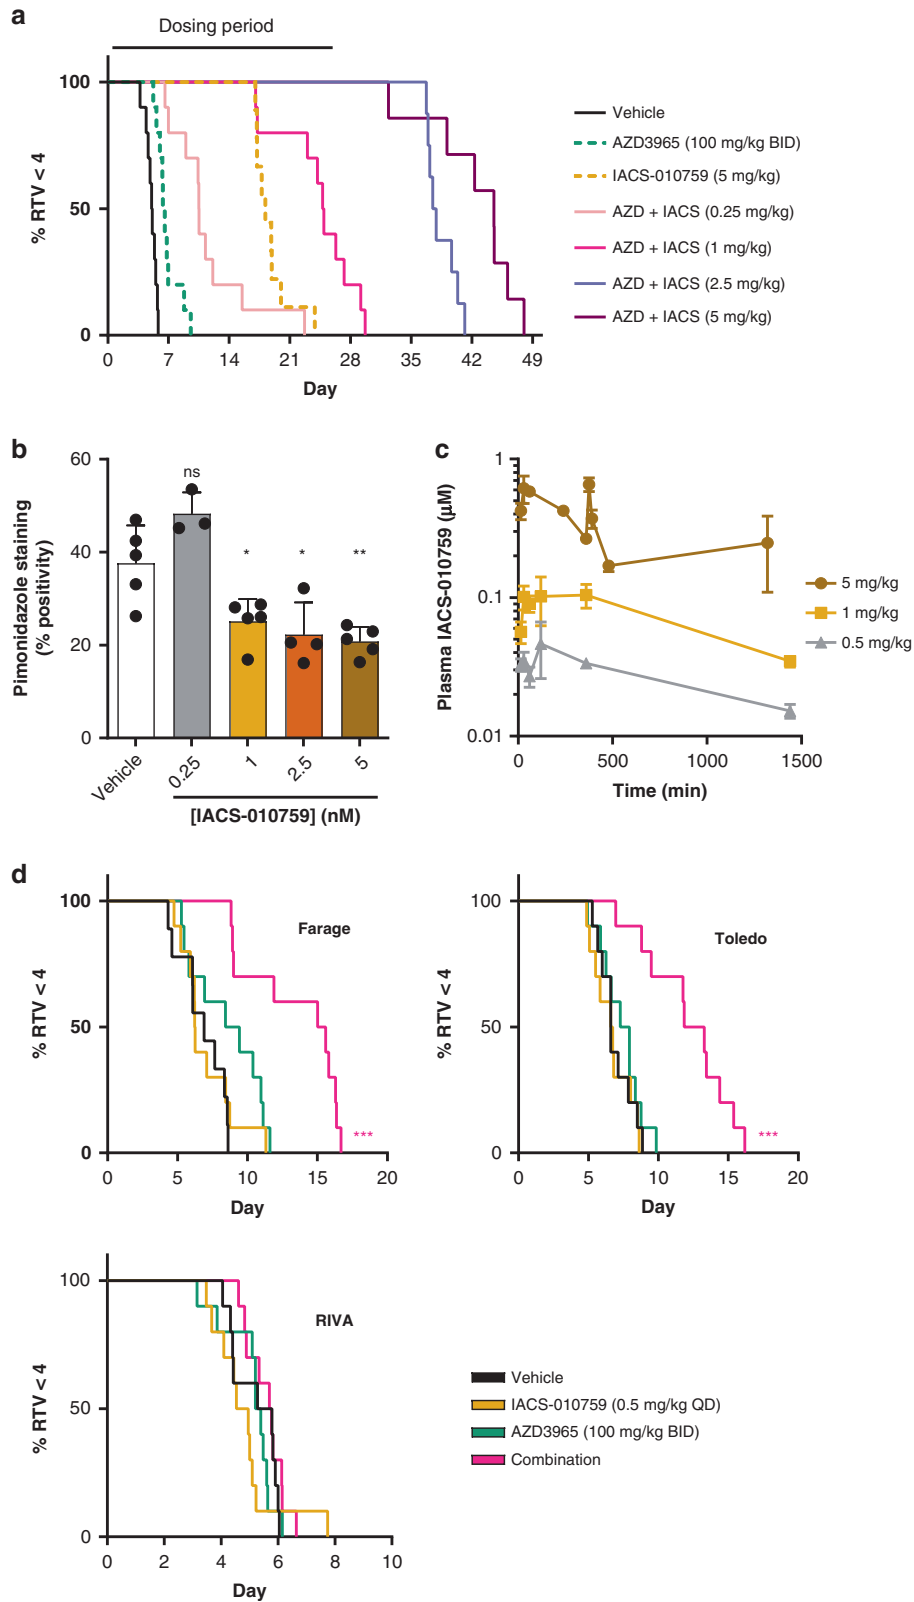 a
Dosing period
% RTV < 4
100
50
0
0 7 14 21 28 35 42 49
Day
Vehicle
AZD3965 (100 mg/kg BID)
IACS-010759 (5 mg/kg)
AZD + IACS (0.25 mg/kg)
AZD + IACS (1 mg/kg)
AZD + IACS (2.5 mg/kg)
AZD + IACS (5 mg/kg)
b
Pimonidazole staining
(% positivity)
60
40
20
0
ns
* * **
Vehicle 0.25 1 2.5 5
[IACS-010759] (nM)
c
Plasma IACS-010759 (µM)
1
0.1
0.01
0 500 1000 1500
Time (min)
5 mg/kg
1 mg/kg
0.5 mg/kg
d
% RTV < 4
100
50
0
Farage
***
0 5 10 15 20
Day
% RTV < 4
100
50
0
Toledo
***
0 5 10 15 20
Day
% RTV < 4
100
50
0
RIVA
0 2 4 6 8 10
Day
Vehicle
IACS-010759 (0.5 mg/kg QD)
AZD3965 (100 mg/kg BID)
Combination